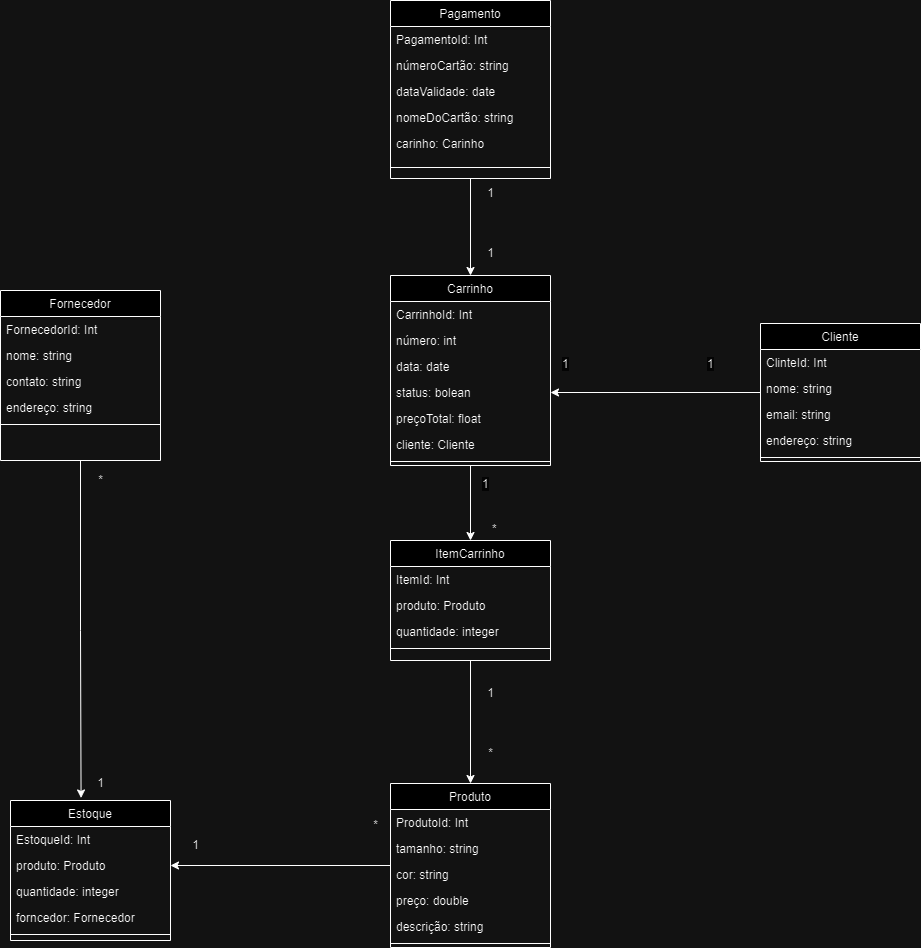 Pagamento
PagamentoId: Int
númeroCartão: string
dataValidade: date
nomeDoCartão: string
carinho: Carinho
1
1
Carrinho
CarrinhoId: Int
número: int
data: date
status: bolean
preçoTotal: float
cliente: Cliente
Fornecedor
FornecedorId: Int
nome: string
contato: string
endereço: string
Cliente
ClinteId: Int
nome: string
email: string
endereço: string
1
1
1
*
*
ItemCarrinho
ItemId: Int
produto: Produto
quantidade: integer
1
*
1
Estoque
EstoqueId: Int
produto: Produto
quantidade: integer
forncedor: Fornecedor
1
*
Produto
ProdutoId: Int
tamanho: string
cor: string
preço: double
descrição: string